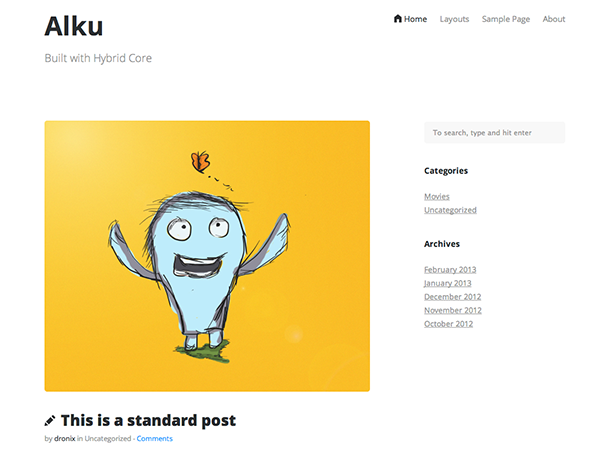 Alku
Home Layouts Sample Page About
Built with Hybrid Core
To search, type and hit enter
Categories
Movies
Uncategorized
Archives
February 2013
January 2013
December 2012
November 2012
October 2012
This is a standard post
by dronix in Uncategorized - Comments